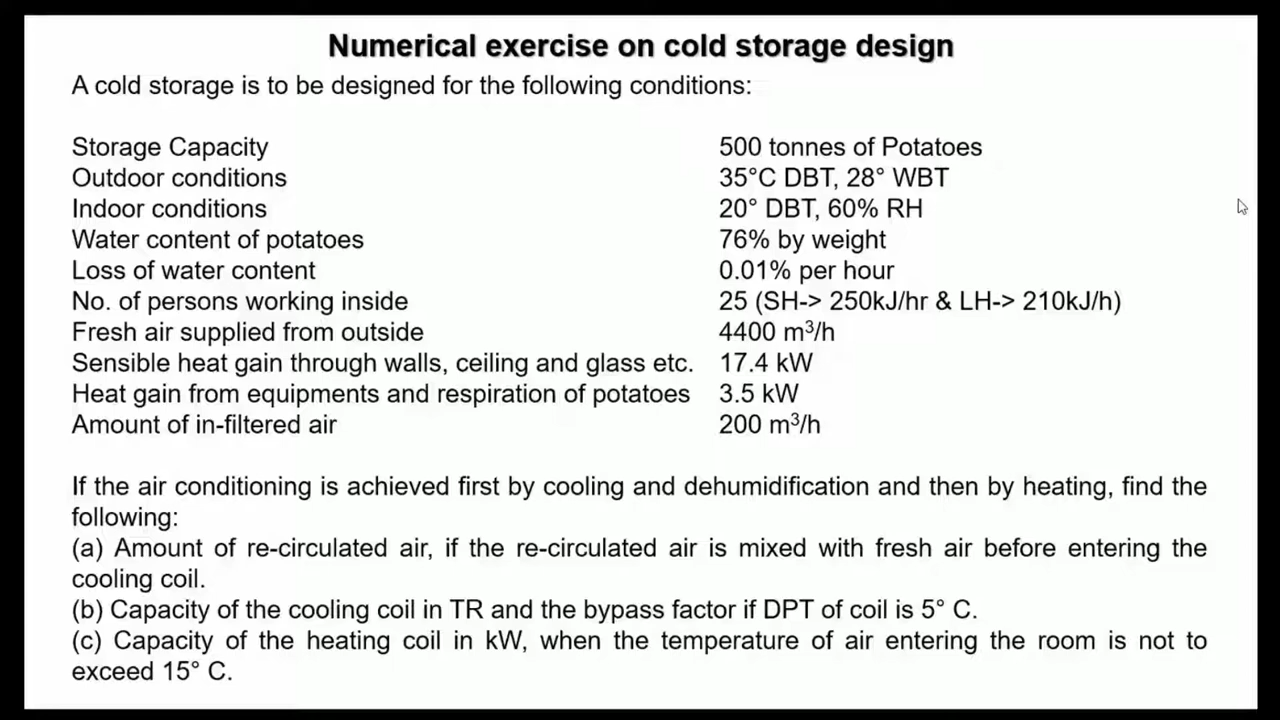 Numerical exercise on cold storage design
A cold storage is to be designed for the following conditions:
Storage Capacity 500 tonnes of Potatoes
Outdoor conditions 35°C DBT, 28° WBT
Indoor conditions 20° DBT, 60% RH
Water content of potatoes 76% by weight
Loss of water content 0.01% per hour
No. of persons working inside 25 (SH-> 250kJ/hr & LH-> 210kJ/h)
Fresh air supplied from outside 4400 m³/h
Sensible heat gain through walls, ceiling and glass etc. 17.4 kW
Heat gain from equipments and respiration of potatoes 3.5 kW
Amount of in-filtered air 200 m³/h
If the air conditioning is achieved first by cooling and dehumidification and then by heating, find the
following:
(a) Amount of re-circulated air, if the re-circulated air is mixed with fresh air before entering the
cooling coil.
(b) Capacity of the cooling coil in TR and the bypass factor if DPT of coil is 5° C.
(c) Capacity of the heating coil in kW, when the temperature of air entering the room is not to
exceed 15° C.